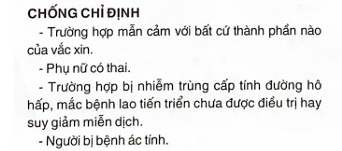 CHỐNG CHỈ ĐỊNH
- Trường hợp mẫn cảm với bất cứ thành phần nào
của vắc xin.
- Phụ nữ có thai.
- Trường hợp bị nhiễm trùng cấp tính đường hô
hấp, mắc bệnh lao tiến triển chưa được điều trị hay
suy giảm miễn dịch.
- Người bị bệnh ác tính.